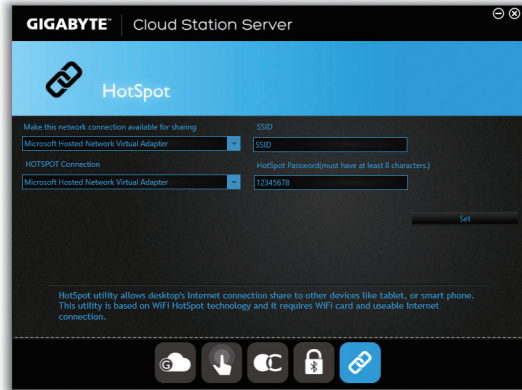 GIGABYTE™ Cloud Station Server
HotSpot
Make this network connection available for sharing
Microsoft Hosted Network Virtual Adapter
SSID
SSID
HOTSPOT Connection
Microsoft Hosted Network Virtual Adapter
HotSpot Password(must have at least 8 characters.)
12345678
Set
HotSpot utility allows desktop's Internet connection share to other devices like tablet, or smart phone.
This utility is based on WiFi HotSpot technology and it requires WiFi card and useable Internet
connection.
G